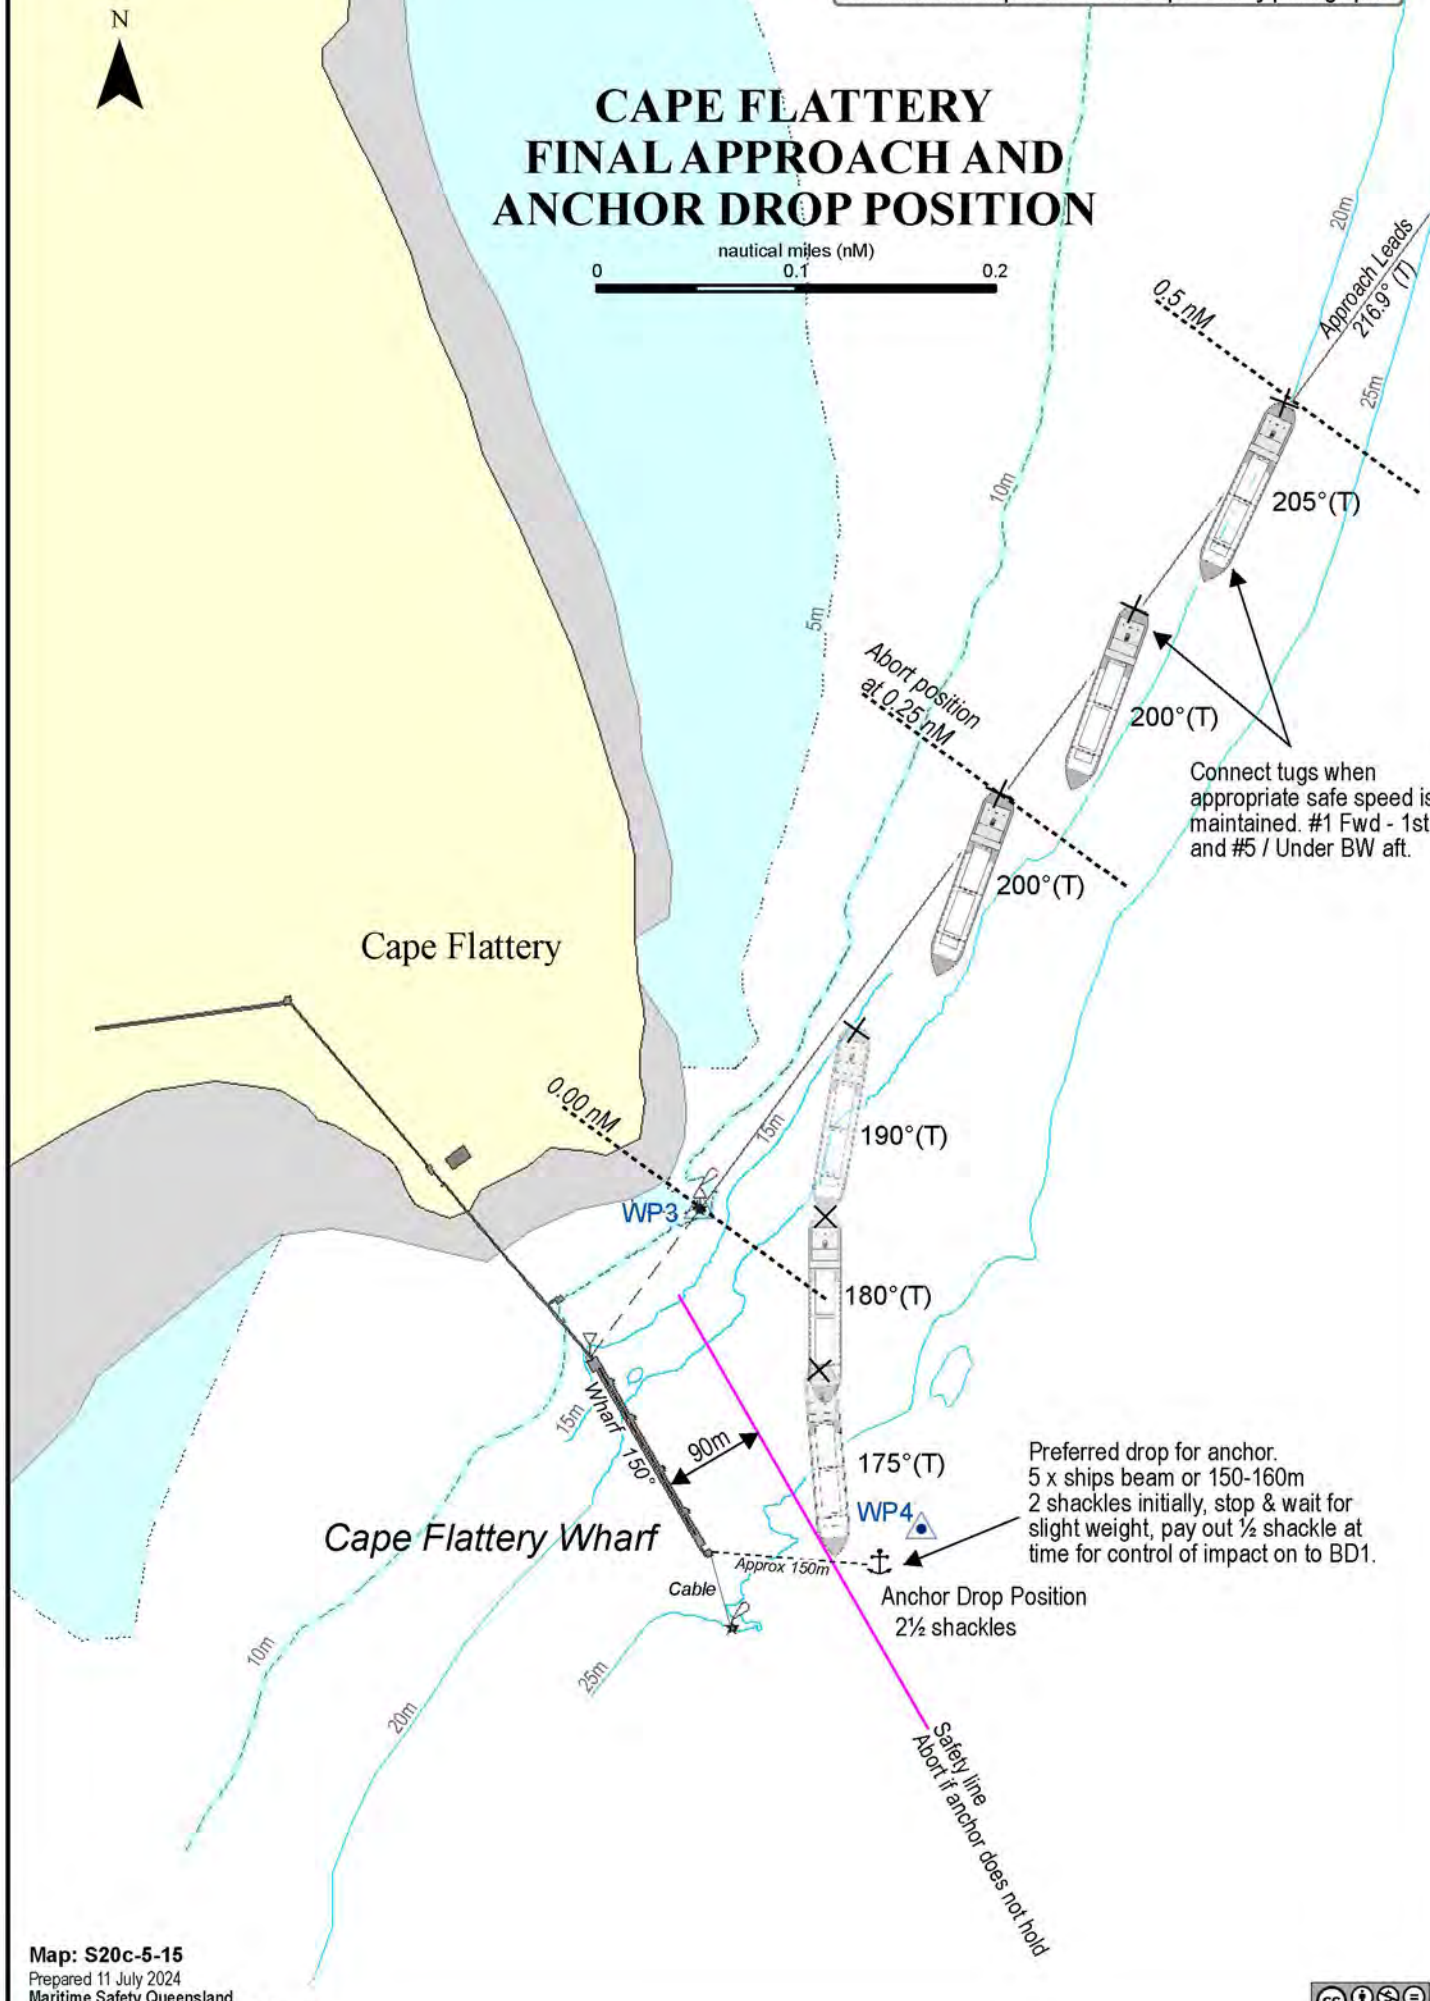 N
CAPE FLATTERY
FINAL APPROACH AND
ANCHOR DROP POSITION
nautical miles (nM)
0 0.1 0.2
20m
Approach Leads
216.9° (T)
0.5 nM
25m
10m
205°(T)
5m
Abort position
at 0.25 nM
200°(T)
Connect tugs when
appropriate safe speed is
maintained. #1 Fwd - 1st
and #5 / Under BW aft.
200°(T)
Cape Flattery
0.00 nM
15m
190°(T)
WP3
180°(T)
15m
Wharf 150°
90m
175°(T)
Preferred drop for anchor.
5 x ships beam or 150-160m
2 shackles initially, stop & wait for
slight weight, pay out ½ shackle at
time for control of impact on to BD1.
WP4
Cape Flattery Wharf
Approx 150m
Cable
Anchor Drop Position
2½ shackles
10m
25m
20m
Safety line
Abort if anchor does not hold
Map: S20c-5-15
Prepared 11 July 2024
Maritime Safety Queensland
cc